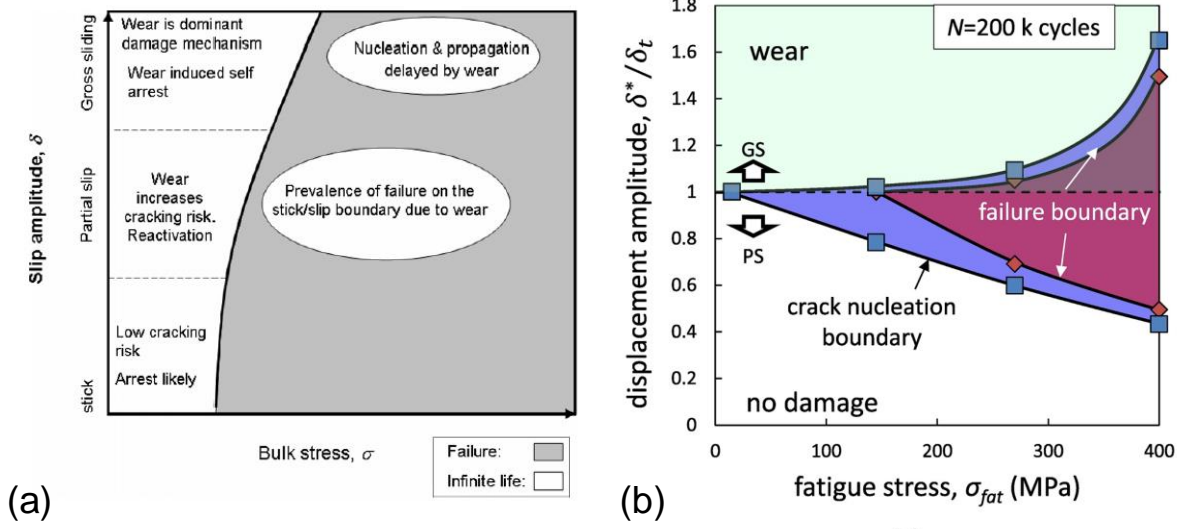 Slip amplitude, δ
Gross sliding
Partial slip
stick
Wear is dominant
damage mechanism
Wear induced self
arrest
Nucleation & propagation
delayed by wear
Wear
increases
cracking risk.
Reactivation
Prevalence of failure on the
stick/slip boundary due to wear
Low cracking
risk
Arrest likely
Bulk stress, σ
Failure:
Infinite life:
(a)
displacement amplitude, δ*/δt
1.8
1.6
1.4
1.2
1
0.8
0.6
0.4
0.2
0
N=200 k cycles
wear
GS
PS
failure boundary
crack nucleation
boundary
no damage
0
100
200
300
400
fatigue stress, σfat (MPa)
(b)